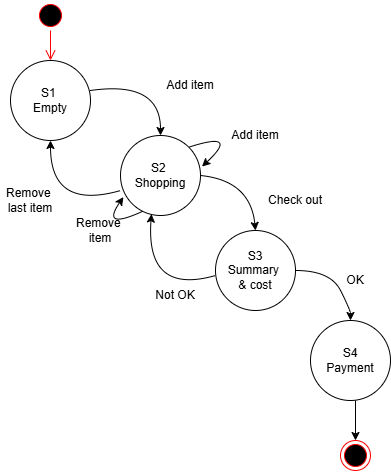 S1
Empty
Add item
Add item
S2
Shopping
Remove
last item
Remove
item
Check out
S3
Summary
& cost
Not OK
OK
S4
Payment